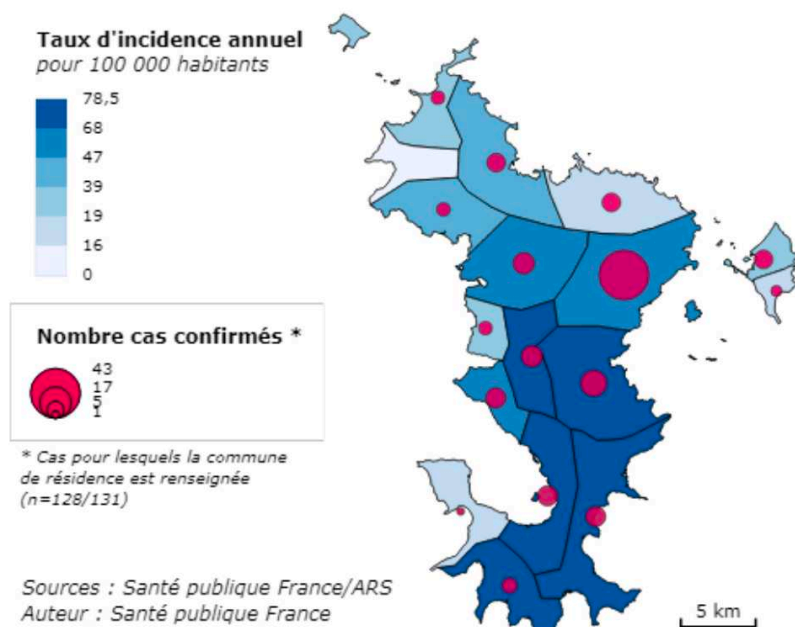 Taux d'incidence annuel
pour 100 000 habitants
78,5
68
47
39
19
16
0
Nombre cas confirmés *
43
17
5
1
* Cas pour lesquels la commune
de résidence est renseignée
(n=128/131)
Sources : Santé publique France/ARS
Auteur : Santé publique France
5 km